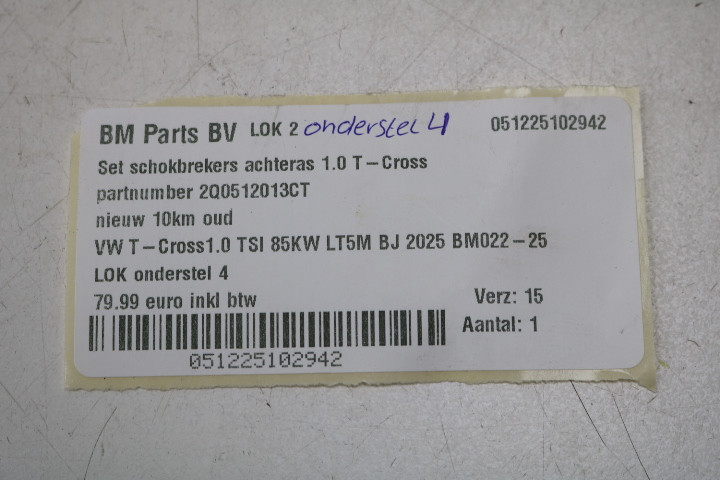 BM Parts BV LOK 2 onderstel 4 051225102942
Set schokbrekers achteras 1.0 T-Cross
partnumber 2Q0512013CT
nieuw 10km oud
VW T-Cross1.0 TSI 85KW LT5M BJ 2025 BM022-25
LOK onderstel 4
79.99 euro inkl btw Verz: 15
Aantal: 1
051225102942